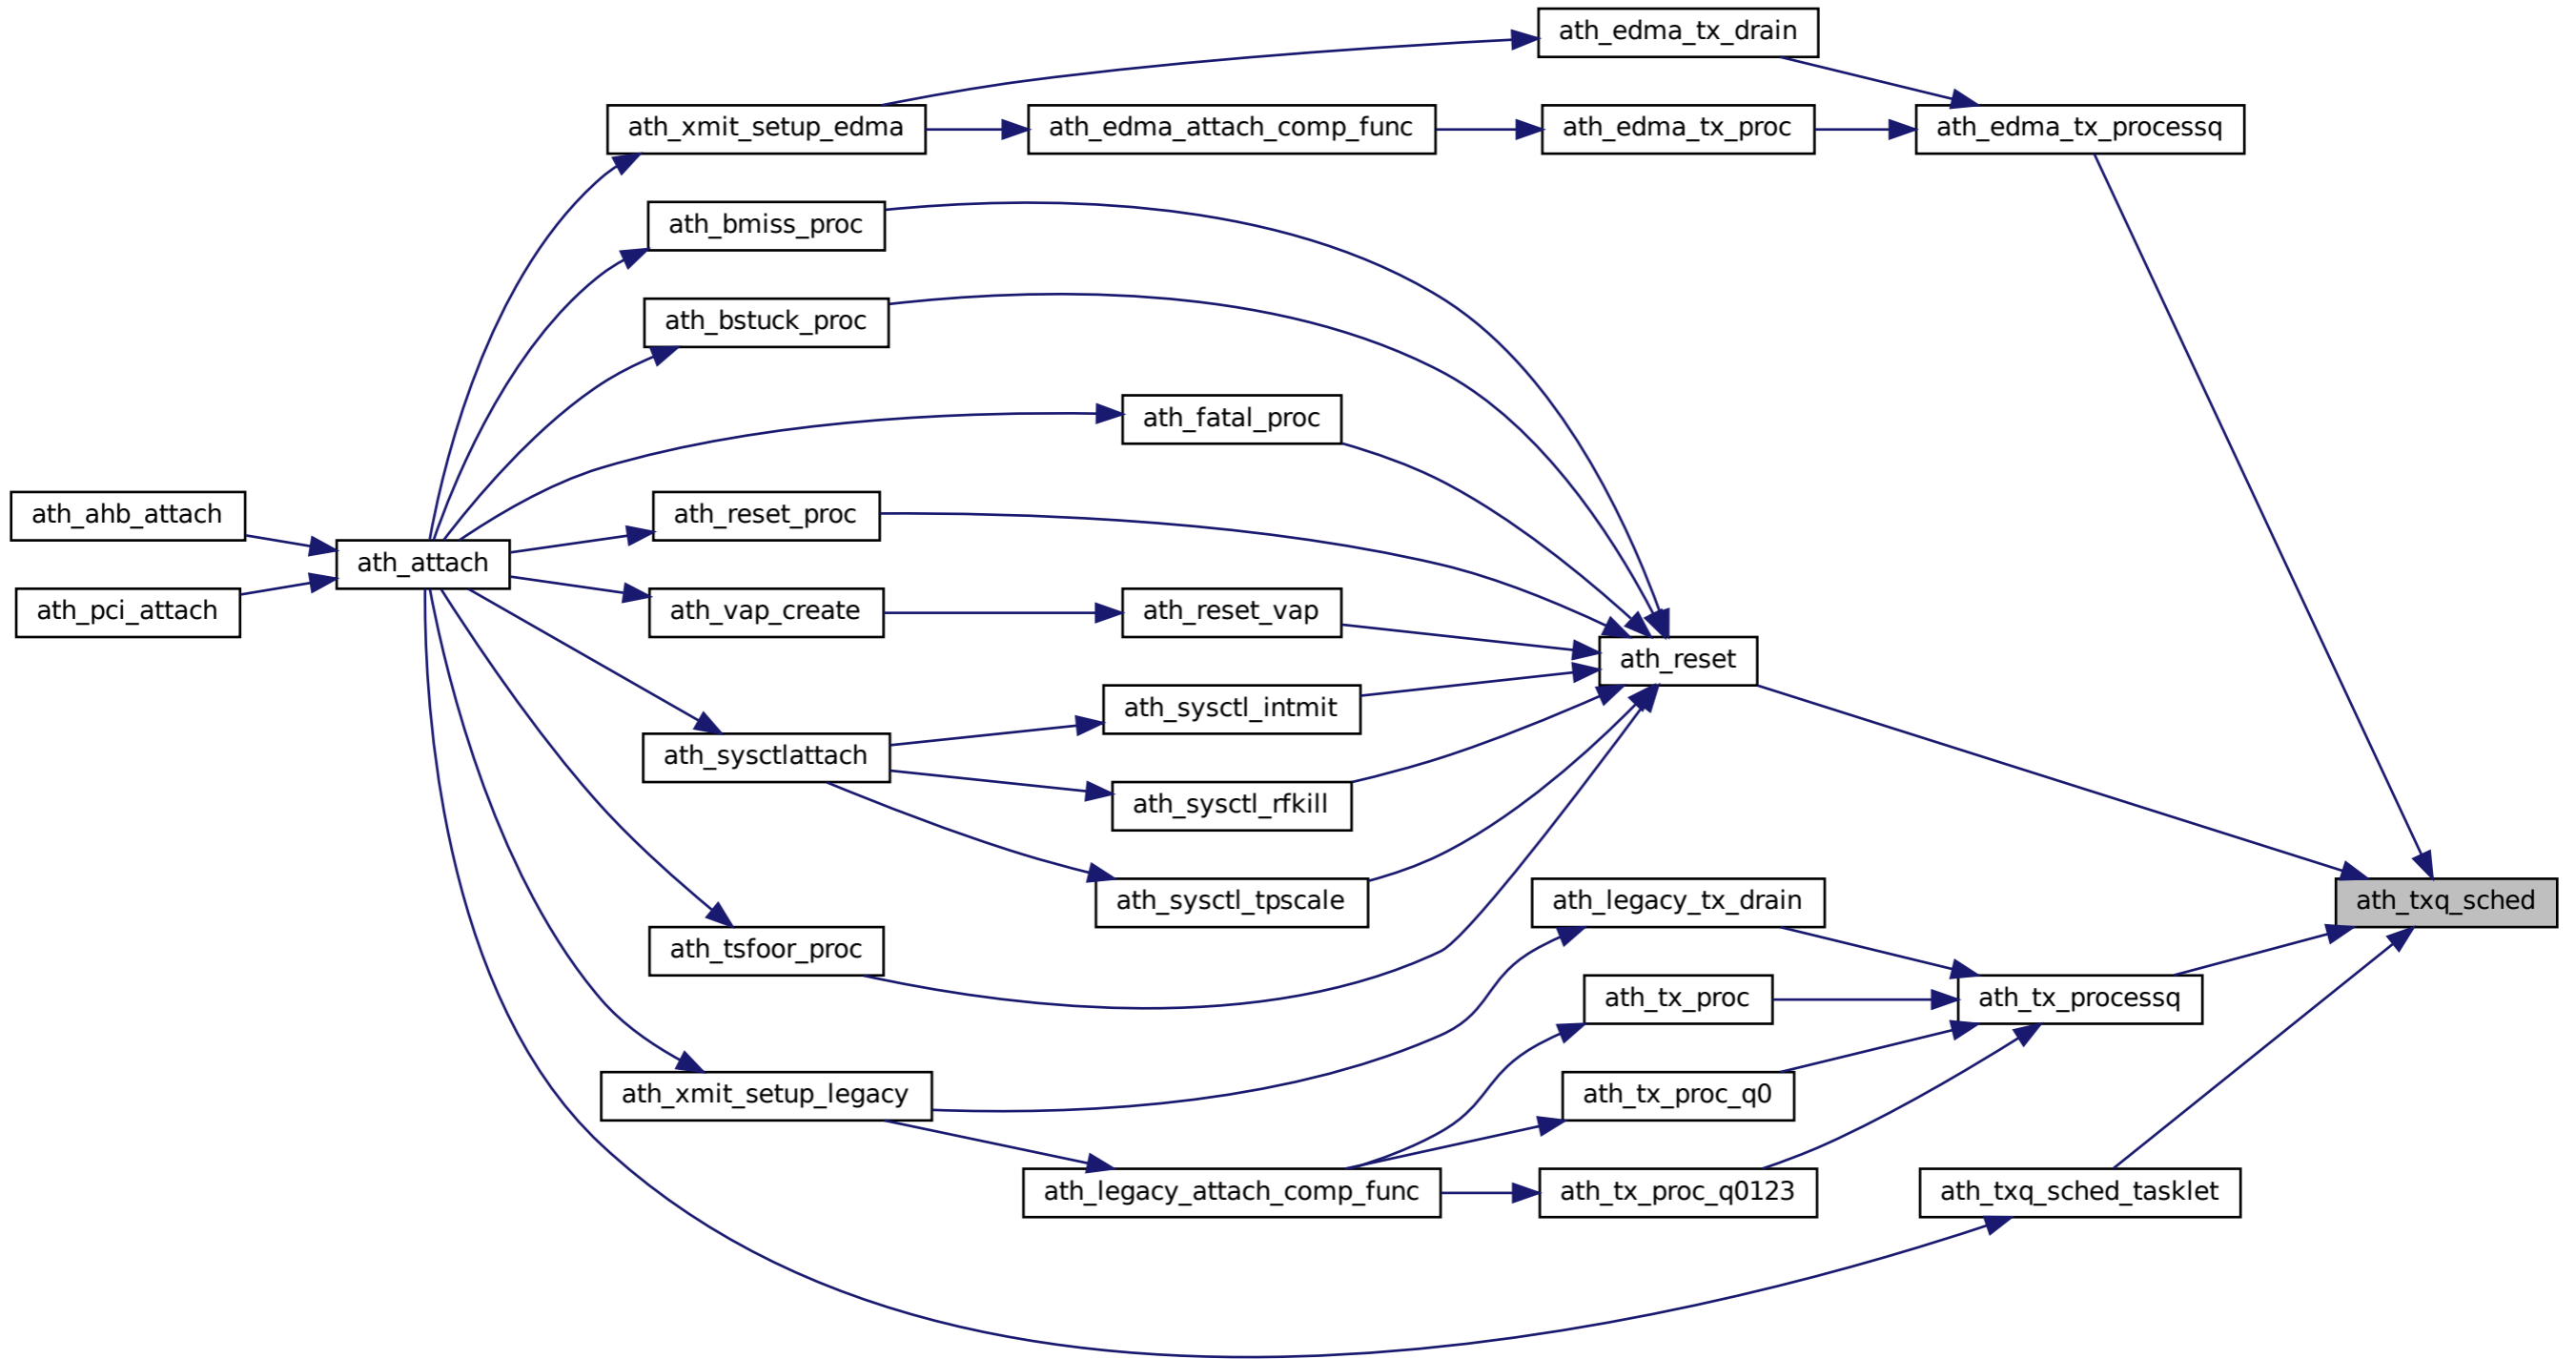 ath_edma_tx_drain
ath_xmit_setup_edma
ath_edma_attach_comp_func
ath_edma_tx_proc
ath_edma_tx_processq
ath_bmiss_proc
ath_bstuck_proc
ath_fatal_proc
ath_ahb_attach
ath_reset_proc
ath_attach
ath_pci_attach
ath_vap_create
ath_reset_vap
ath_reset
ath_sysctl_intmit
ath_sysctlattach
ath_sysctl_rfkill
ath_sysctl_tpscale
ath_legacy_tx_drain
ath_txq_sched
ath_tsfoor_proc
ath_tx_proc
ath_tx_processq
ath_xmit_setup_legacy
ath_tx_proc_q0
ath_legacy_attach_comp_func
ath_tx_proc_q0123
ath_txq_sched_tasklet